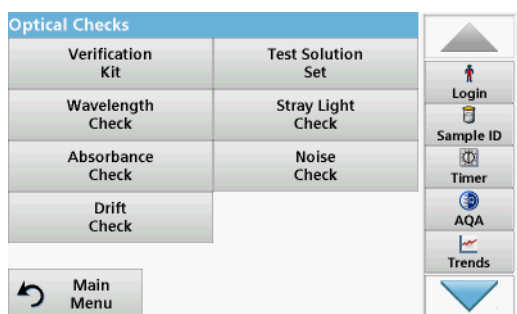 Optical Checks
Verification
Kit
Test Solution
Set
Wavelength
Check
Stray Light
Check
Absorbance
Check
Noise
Check
Drift
Check
Main
Menu
Login
Sample ID
Timer
AQA
Trends